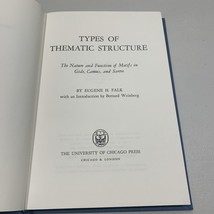 TYPES OF
THEMATIC STRUCTURE
The Nature and Function of Motifs in
Gide, Camus, and Sartre
BY EUGENE H. FALK
with an Introduction by Bernard Weinberg
THE UNIVERSITY OF CHICAGO PRESS
CHICAGO & LONDON